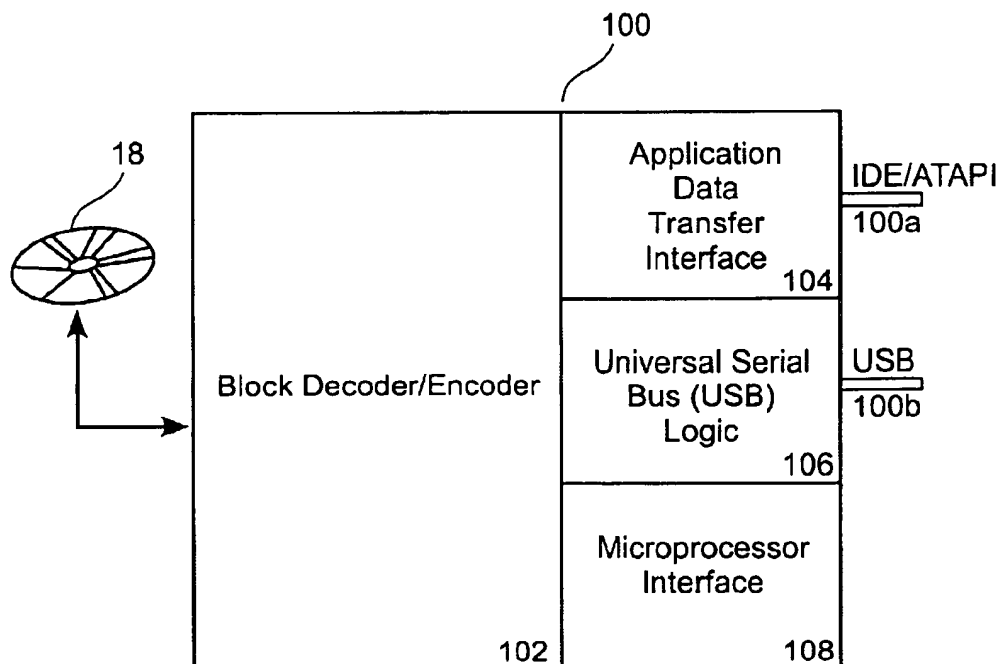 100
18
Block Decoder/Encoder
102
Application
Data
Transfer
Interface
104
IDE/ATAPI
100a
Universal Serial
Bus (USB)
Logic
106
USB
100b
Microprocessor
Interface
108